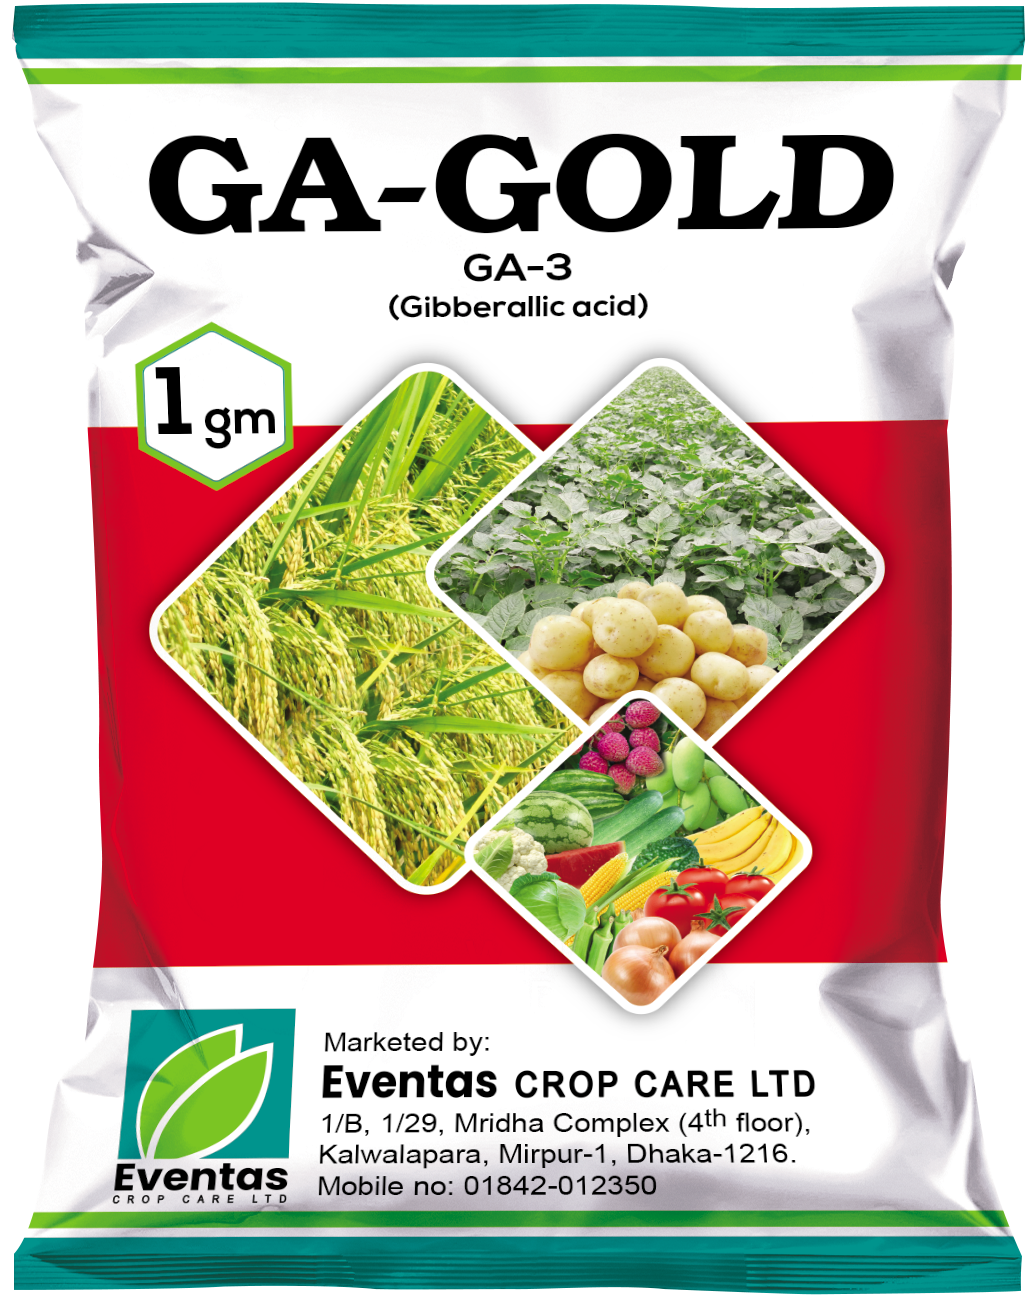 GA-GOLD
GA-3
(Gibberallic acid)
1 gm
Marketed by:
Eventas CROP CARE LTD
1/B, 1/29, Mridha Complex (4th floor),
Kalwalapara, Mirpur-1, Dhaka-1216.
Mobile no: 01842-012350
Eventas
CROP CARE LTD